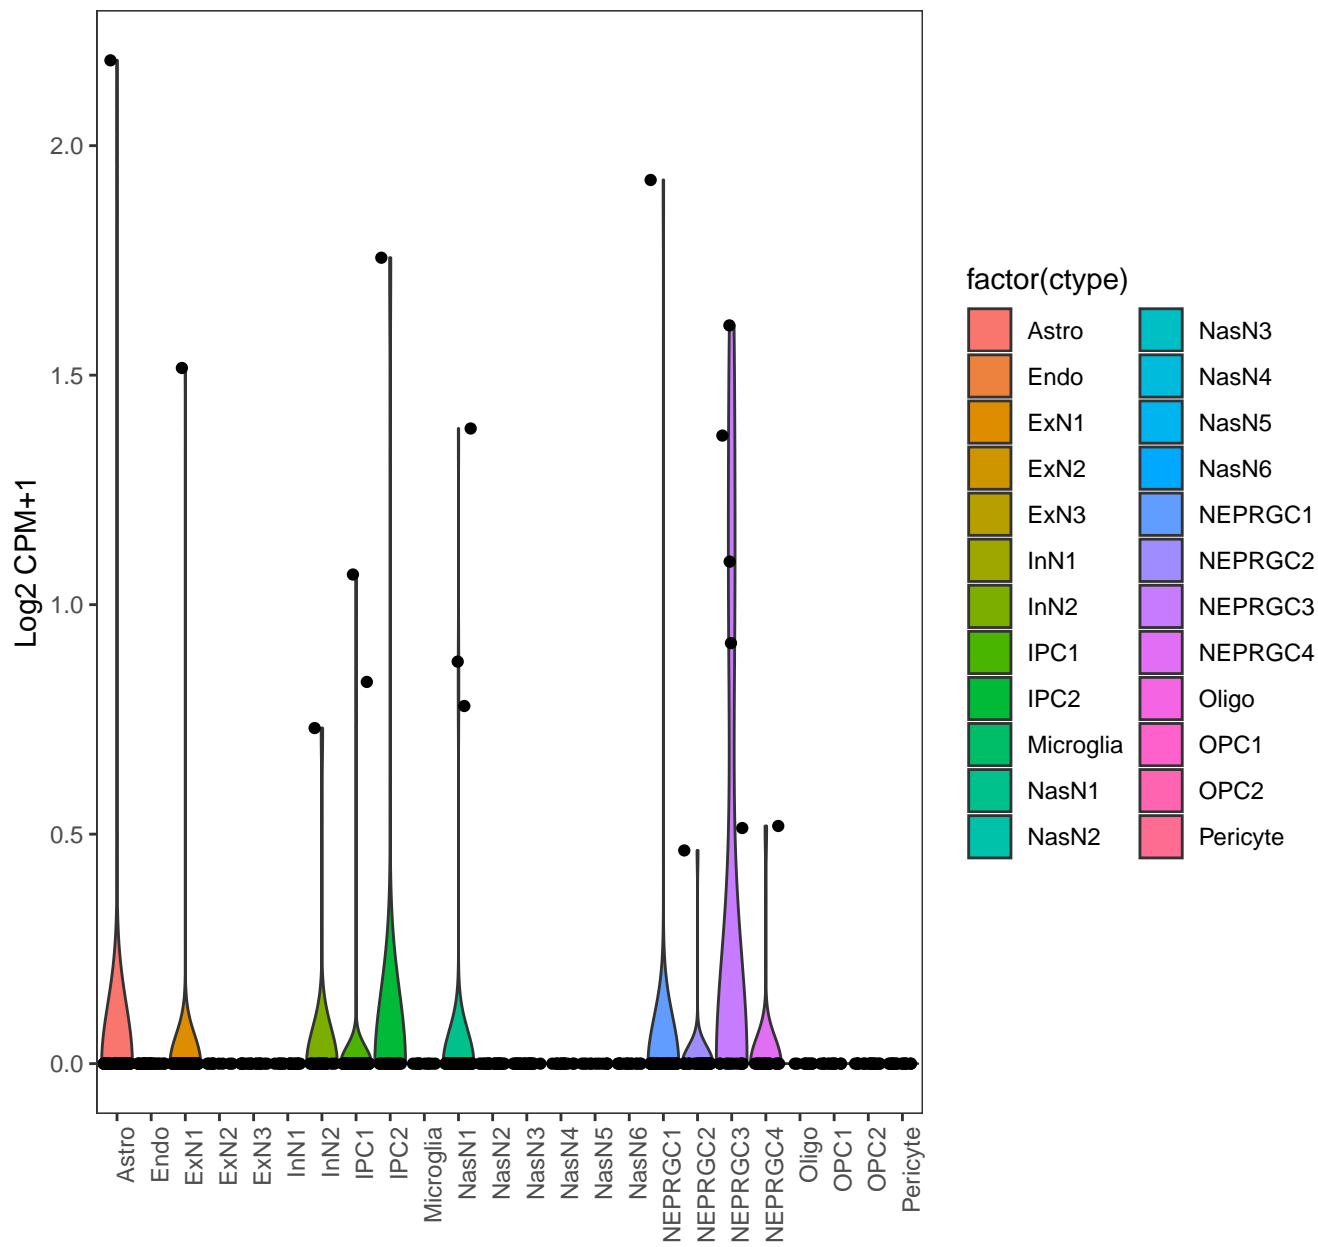 Log2 CPM+1
2.0
1.5
1.0
0.5
0.0
Astro
Endo
ExN1
ExN2
ExN3
InN1
InN2
IPC1
IPC2
Microglia
NasN1
NasN2
NasN3
NasN4
NasN5
NasN6
NEPRGC1
NEPRGC2
NEPRGC3
NEPRGC4
Oligo
OPC1
OPC2
Pericyte
factor(ctype)
Astro
Endo
ExN1
ExN2
ExN3
InN1
InN2
IPC1
IPC2
Microglia
NasN1
NasN2
NasN3
NasN4
NasN5
NasN6
NEPRGC1
NEPRGC2
NEPRGC3
NEPRGC4
Oligo
OPC1
OPC2
Pericyte